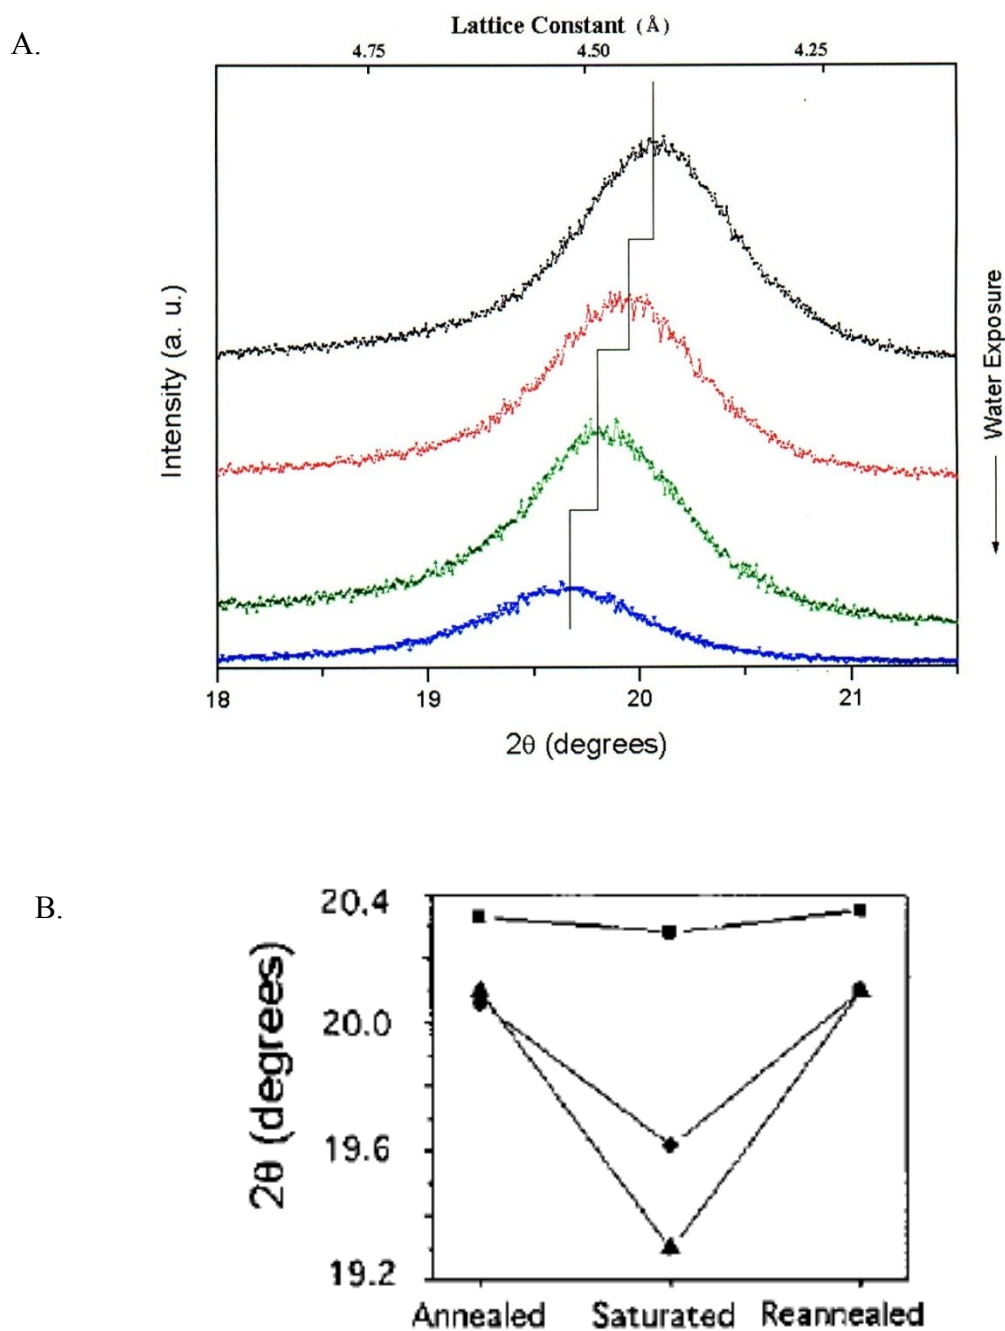 A.
Lattice Constant (Å)
4.75 4.50 4.25
Intensity (a. u.)
Water Exposure
18 19 20 21
2θ (degrees)
B.
20.4
20.0
19.6
19.2
2θ (degrees)
Annealed Saturated Reannealed